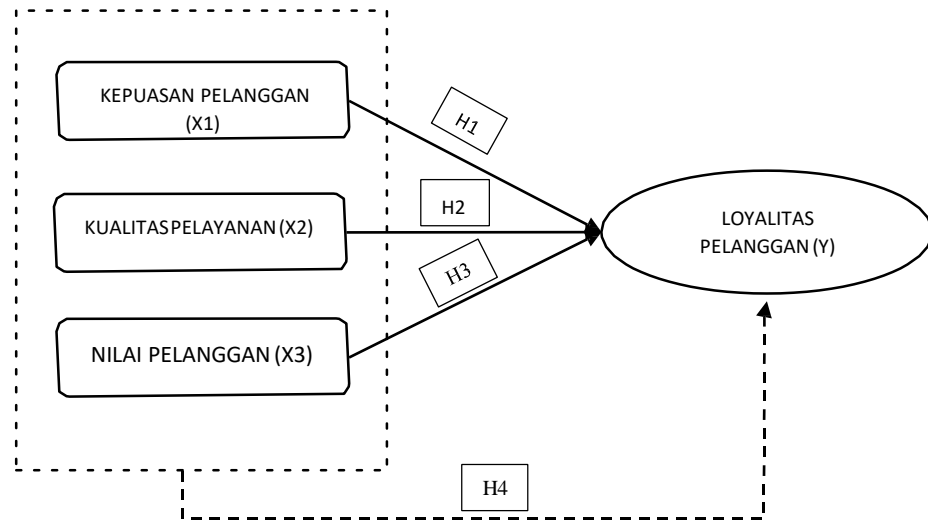 KEPUASAN PELANGGAN
(X1)
H1
KUALITAS PELAYANAN (X2)
H2
LOYALITAS
PELANGGAN (Y)
H3
NILAI PELANGGAN (X3)
H4